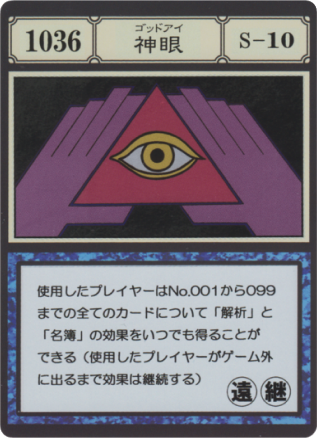 1036
ゴッドアイ
神眼
S-10
使用したプレイヤーはNo,001から099
までの全てのカードについて「解析」と
「名簿」の効果をいつでも得ることが
できる（使用したプレイヤーがゲーム外
に出るまで効果は継続する）
遠 継